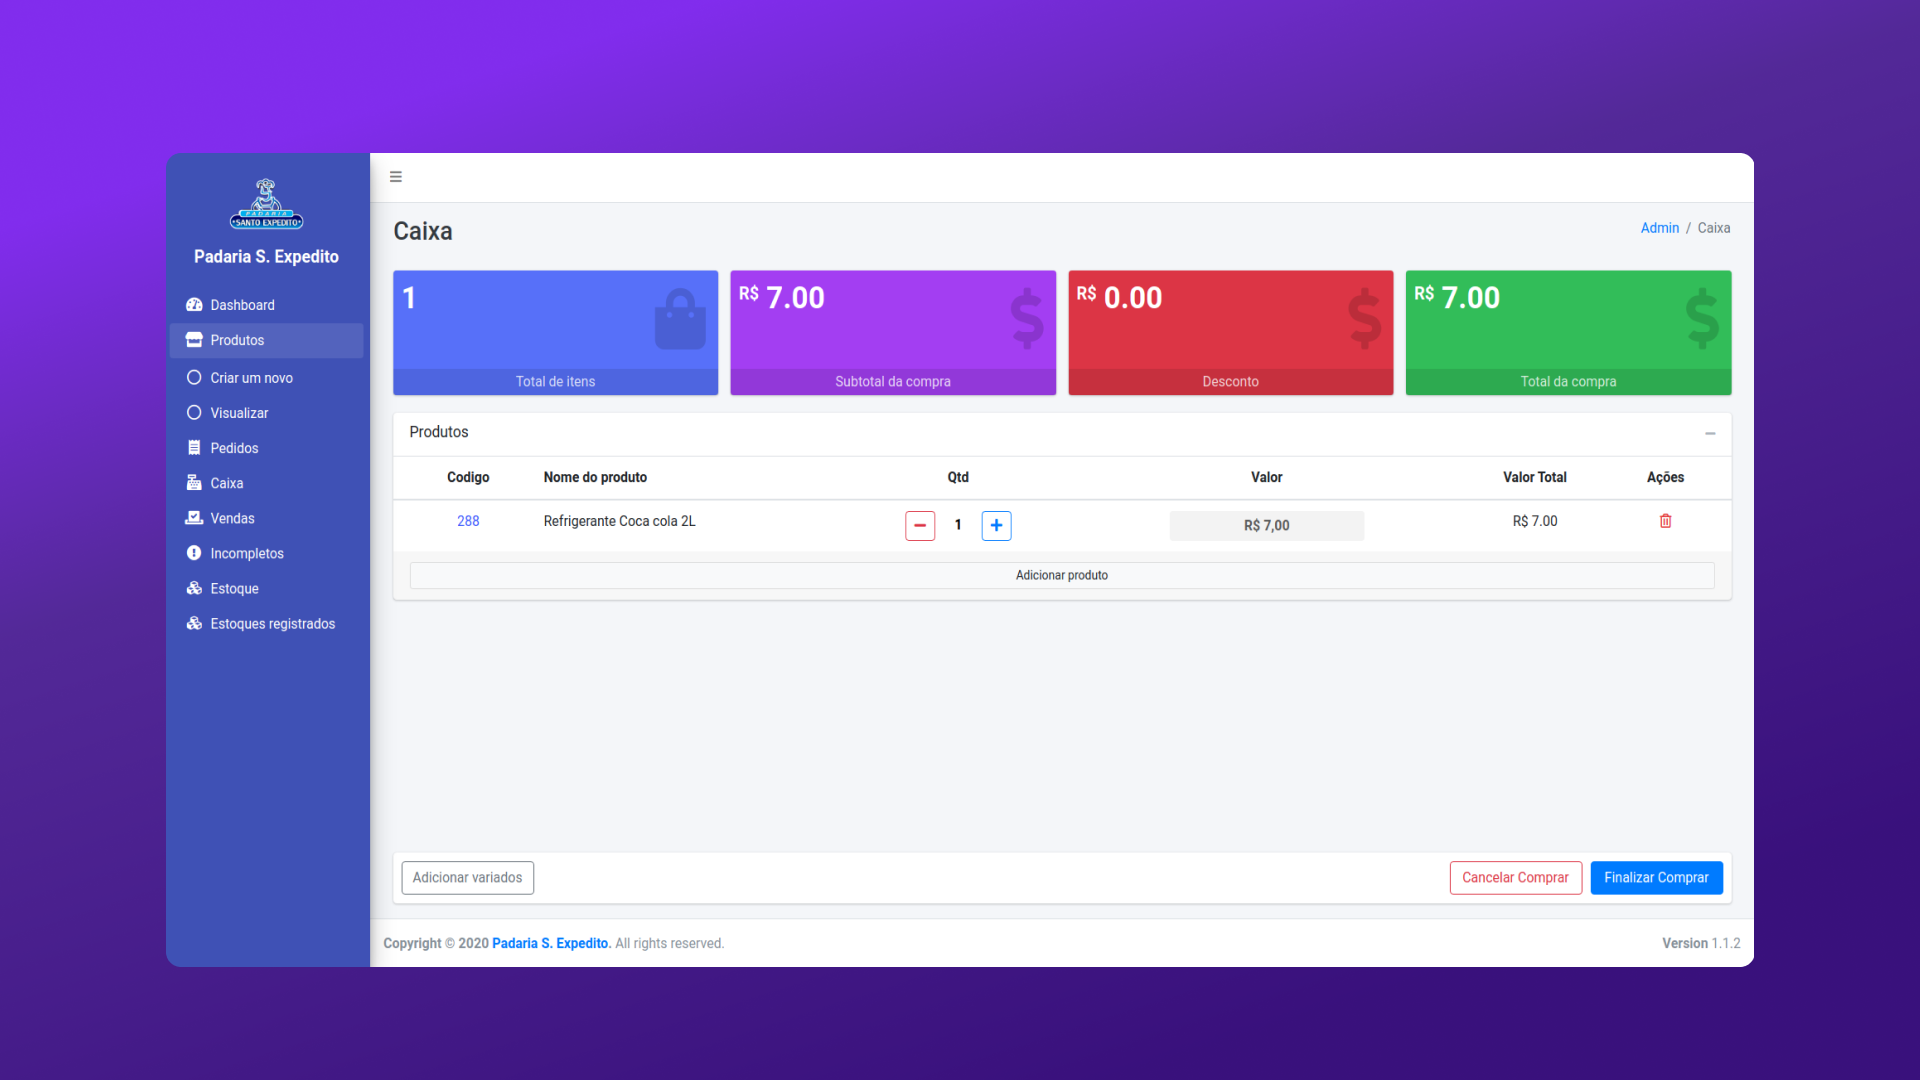 PADARIA
SANTO EXPEDITO
Padaria S. Expedito
Dashboard
Produtos
Criar um novo
Visualizar
Pedidos
Caixa
Vendas
Incompletos
Estoque
Estoques registrados
Caixa
Admin / Caixa
1
Total de itens
R$ 7.00
Subtotal da compra
R$ 0.00
Desconto
R$ 7.00
Total da compra
Produtos
Codigo Nome do produto Qtd Valor Valor Total Ações
288 Refrigerante Coca cola 2L 1 R$ 7,00 R$ 7.00
Adicionar produto
Adicionar variados Cancelar Comprar Finalizar Comprar
Copyright © 2020 Padaria S. Expedito. All rights reserved. Version 1.1.2